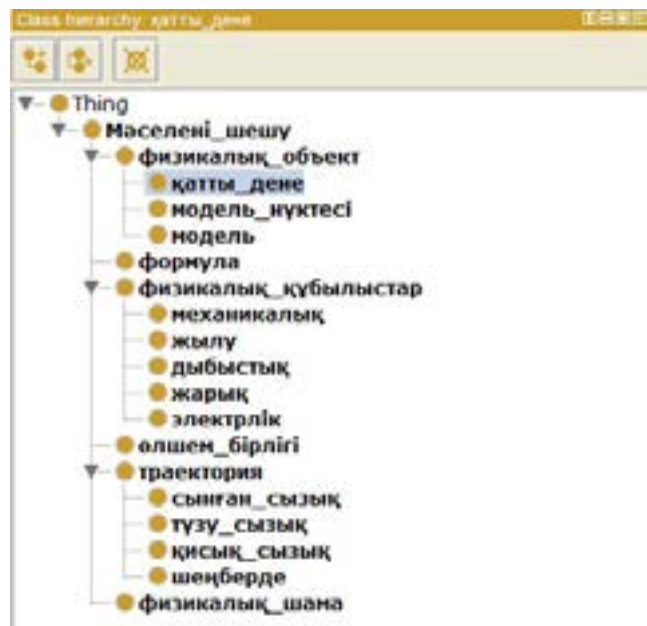 Class hierarchy: қатты_дене
Thing
Мәселені_шешу
физикалық_объект
қатты_дене
модель_нүктесі
модель
формула
физикалық_құбылыстар
механикалық
жылу
дыбыстық
жарық
электрлік
өлшем_бірлігі
траектория
сынған_сызық
түзу_сызық
қисық_сызық
шеңберде
физикалық_шама